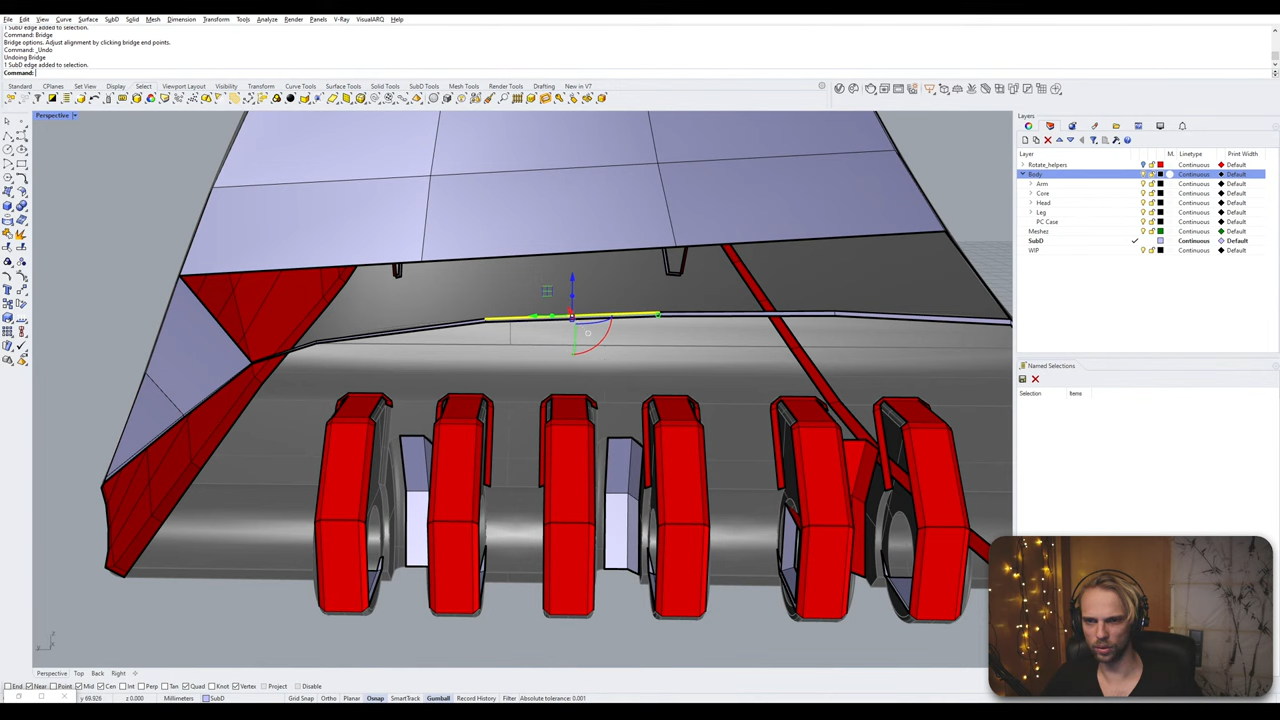 File Edit View Curve Surface SubD Solid Mesh Dimension Transform Tools Analyze Render Panels V-Ray VisualARQ Help
1 SubD edge added to selection.
Command: Bridge
Bridge options. Adjust alignment by clicking bridge end points.
Command: _Undo
Undoing Bridge
1 SubD edge added to selection.
Command:
Standard CPlanes Set View Display Select Viewport Layout Visibility Transform Curve Tools Surface Tools Solid Tools SubD Tools Mesh Tools Render Tools Drafting New in V7
Perspective
Layers
Layer M. Linetype Print Width
Rotate_helpers Continuous Default
Body Continuous Default
Arm Continuous Default
Core Continuous Default
Head Continuous Default
Leg Continuous Default
PC Case Continuous Default
Meshez Continuous Default
SubD Continuous Default
WIP Continuous Default
Named Selections
Selection Items
Perspective Top Back Right
End Near Point Mid Cen Int Perp Tan Quad Knot Vertex Project Disable
y 69.926 z 0.000 Millimeters SubD Grid Snap Ortho Planar Osnap SmartTrack Gumball Record History Filter Absolute tolerance: 0.001